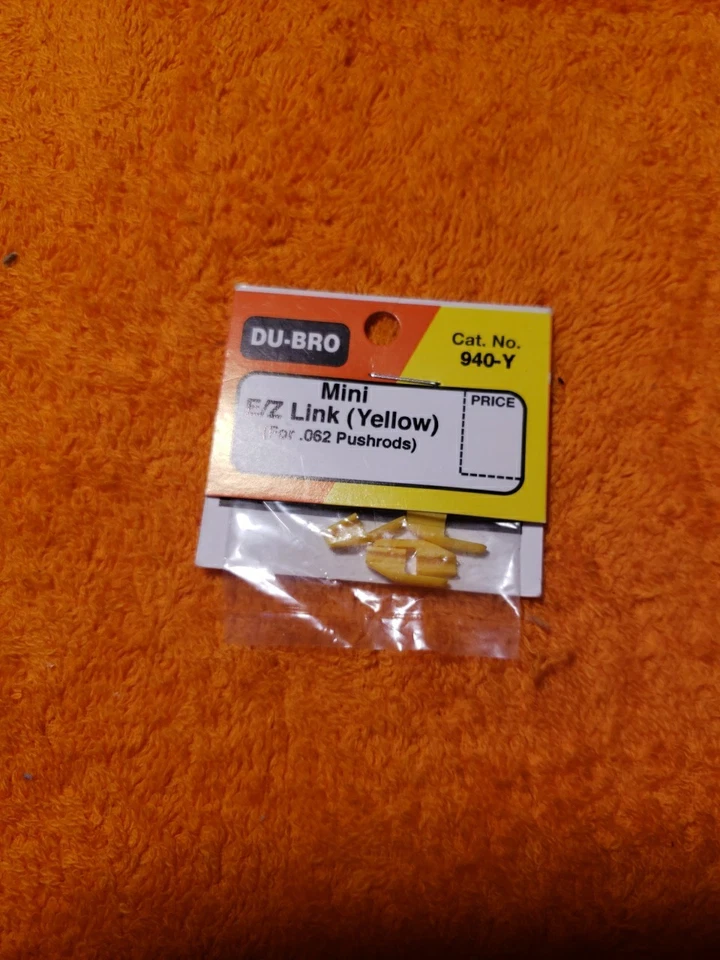 DU-BRO
Cat. No.
940-Y
Mini
E/Z Link (Yellow)
(For .062 Pushrods)
PRICE